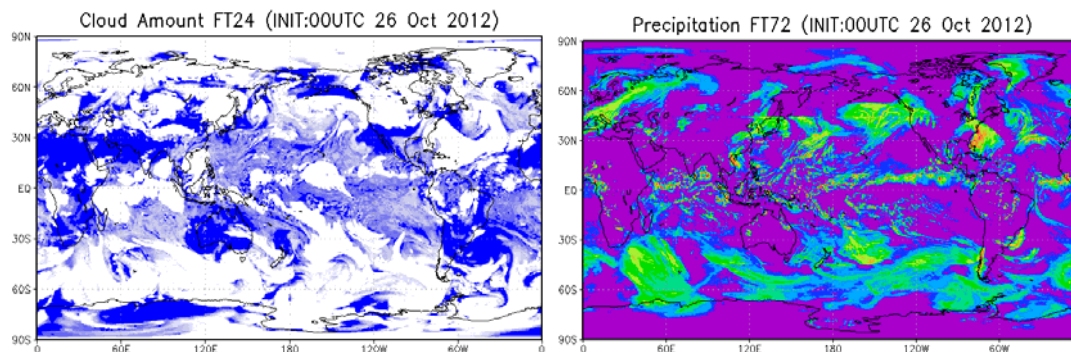 Cloud Amount FT24 (INIT:00UTC 26 Oct 2012)
90N
60N
30N
EQ
30S
60S
90S
0 60E 120E 180 120W 60W 0
Precipitation FT72 (INIT:00UTC 26 Oct 2012)
90N
60N
30N
EQ
30S
60S
90S
0 60E 120E 180 120W 60W 0